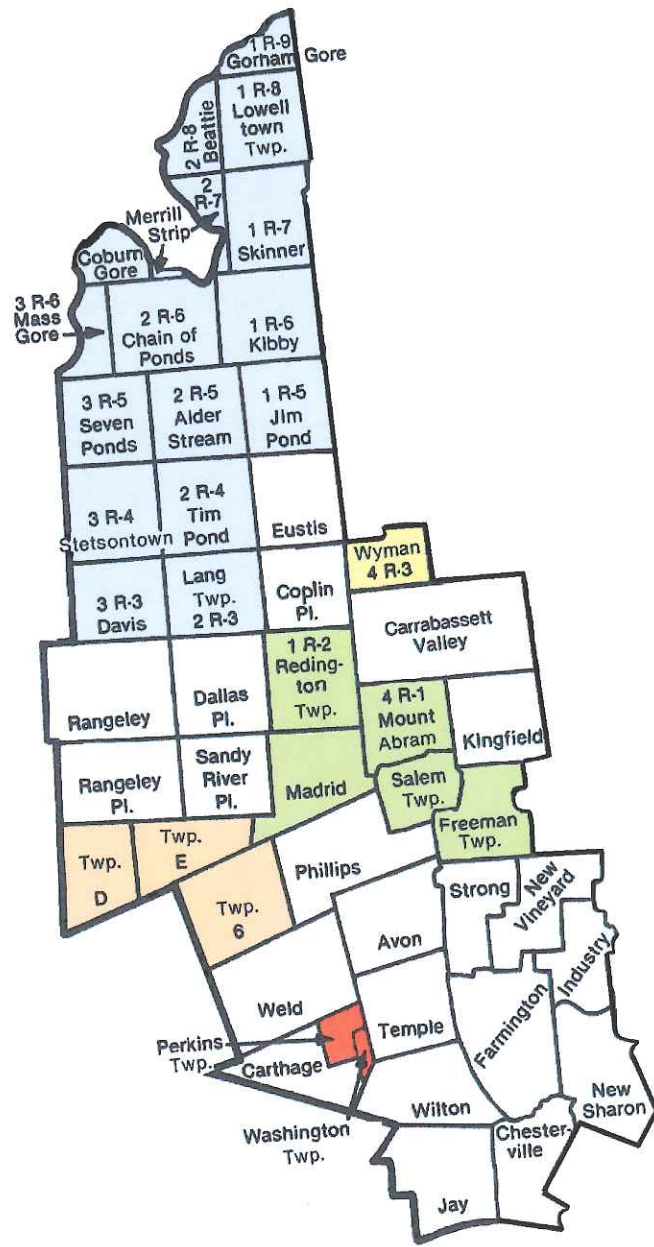 1 R-9
Gorham Gore
1 R-8
Lowell
town
Twp.
2 R-8
Beattie
2
R-7
Merrill
Strip
1 R-7
Skinner
Coburn
Gore
3 R-6
Mass
Gore
2 R-6
Chain of
Ponds
1 R-6
Kibby
3 R-5
Seven
Ponds
2 R-5
Alder
Stream
1 R-5
Jim
Pond
3 R-4
Stetsontown
2 R-4
Tim
Pond
Eustis
Wyman
4 R-3
3 R-3
Davis
Lang
Twp.
2 R-3
Coplin
Pl.
Carrabassett
Valley
Rangeley
Dallas
Pl.
1 R-2
Reding-
ton
Twp.
4 R-1
Mount
Abram
Kingfield
Rangeley
Pl.
Sandy
River
Pl.
Madrid
Salem
Twp.
Freeman
Twp.
Twp.
D
Twp.
E
Phillips
Strong
New
Vineyard
Twp.
6
Avon
Industry
Weld
Temple
Farmington
Perkins
Twp.
Carthage
Wilton
New
Sharon
Washington
Twp.
Chester-
ville
Jay